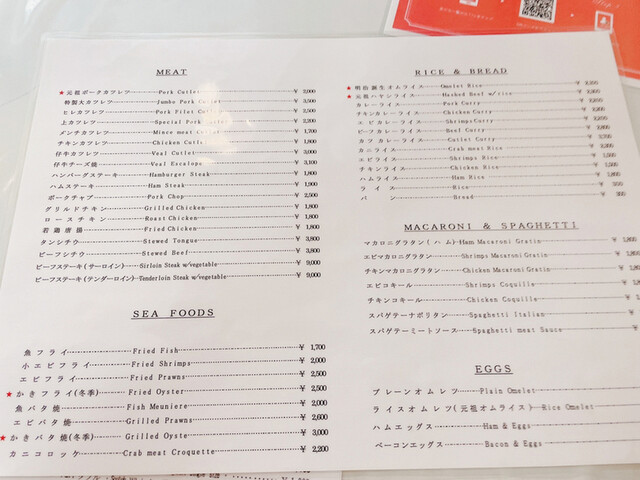 MEAT
★元祖ポークカツレツ Pork Cutlet ¥ 2,000
特製大カツレツ Jumbo Pork Cutlet ¥ 3,500
ヒレカツレツ Pork Filet ¥ 2,500
上カツレツ Special Pork ¥
メンチカツレツ Mince meat ¥ 1,700
チキンカツレツ Chicken Cutlet ¥
仔牛カツレツ Veal Cutlet ¥ 3,000
仔牛チーズ焼 Veal Escalope ¥ 3,100
ハンバーグステーキ Hamburger Steak ¥ 1,800
ハムステーキ Ham Steak ¥ 1,900
ポークチャプ Pork Chop ¥ 2,500
グリルドチキン Grilled Chicken ¥ 1,800
ロースチキン Roast Chicken ¥ 1,800
若鶏唐揚 Fried Chicken ¥ 1,800
タンシチウ Stewed Tongue ¥ 3,800
ビーフシチウ Stewed Beef ¥ 3,800
ビーフステーキ(サーロイン) Sirloin Steak w/vegetable ¥ 9,000
ビーフステーキ(テンダーロイン) Tenderloin Steak w/vegetable ¥ 9,000
SEA FOODS
魚フライ Fried Fish ¥ 1,700
小エビフライ Fried Shrimps ¥ 2,000
エビフライ Fried Prawns ¥ 2,500
★かきフライ(冬季) Fried Oyster ¥ 2,500
魚バタ焼 Fish Meuniere ¥ 2,000
エビバタ焼 Grilled Prawns ¥ 2,600
★かきバタ焼(冬季) Grilled Oyste ¥ 3,000
カニコロッケ Crab meat Croquette ¥ 2,200
RICE & BREAD
★明治誕生オムライス Omelet Rice ¥
★元祖ハヤシライス Hashed Beef w/rice ¥
カレーライス Pork Curry ¥
チキンカレーライス Chicken Curry ¥
エビカレーライス Shrimps Curry ¥
ビーフカレーライス Beef Curry ¥
カツカレーライス Cutlet Curry ¥
カニライス Crab meat Rice ¥
エビライス Shrimps Rice ¥
チキンライス Chicken Rice ¥
ハムライス Ham Rice ¥
ライス Rice ¥
パン Bread ¥
MACARONI & SPAGHETTI
マカロニグラタン(ハム) Ham Macaroni Gratin ¥
エビマカロニグラタン Shrimps Macaroni Gratin ¥
チキンマカロニグラタン Chicken Macaroni Gratin ¥
エビコキール Shrimps Coquille ¥
チキンコキール Chicken Coquille ¥
スパゲテーナポリタン Spaghetti Italian ¥
スパゲテーミートソース Spaghetti meat Sauce
EGGS
プレーンオムレツ Plain Omelet
ライスオムレツ(元祖オムライス) Rice Omelet
ハムエッグス Ham & Eggs
ベーコンエッグス Bacon & Eggs